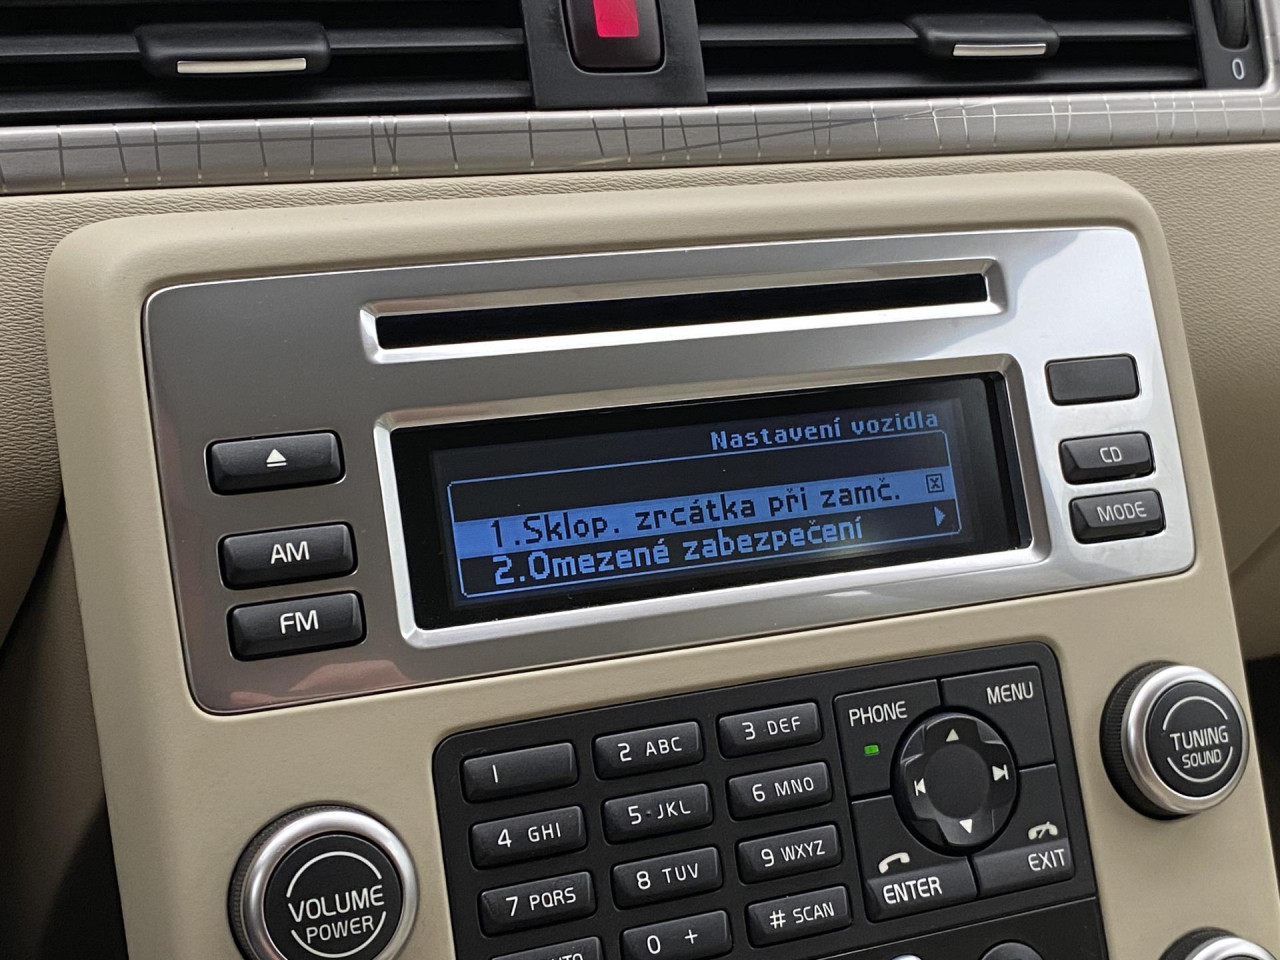 0
Nastavení vozidla
1.Sklop. zrcátka při zamč.
2.Omezené zabezpečení
CD
MODE
AM
FM
PHONE
MENU
1
2 ABC
3 DEF
4 GHI
5 JKL
6 MNO
7 PQRS
8 TUV
9 WXYZ
0 +
# SCAN
ENTER
EXIT
VOLUME
POWER
TUNING
SOUND